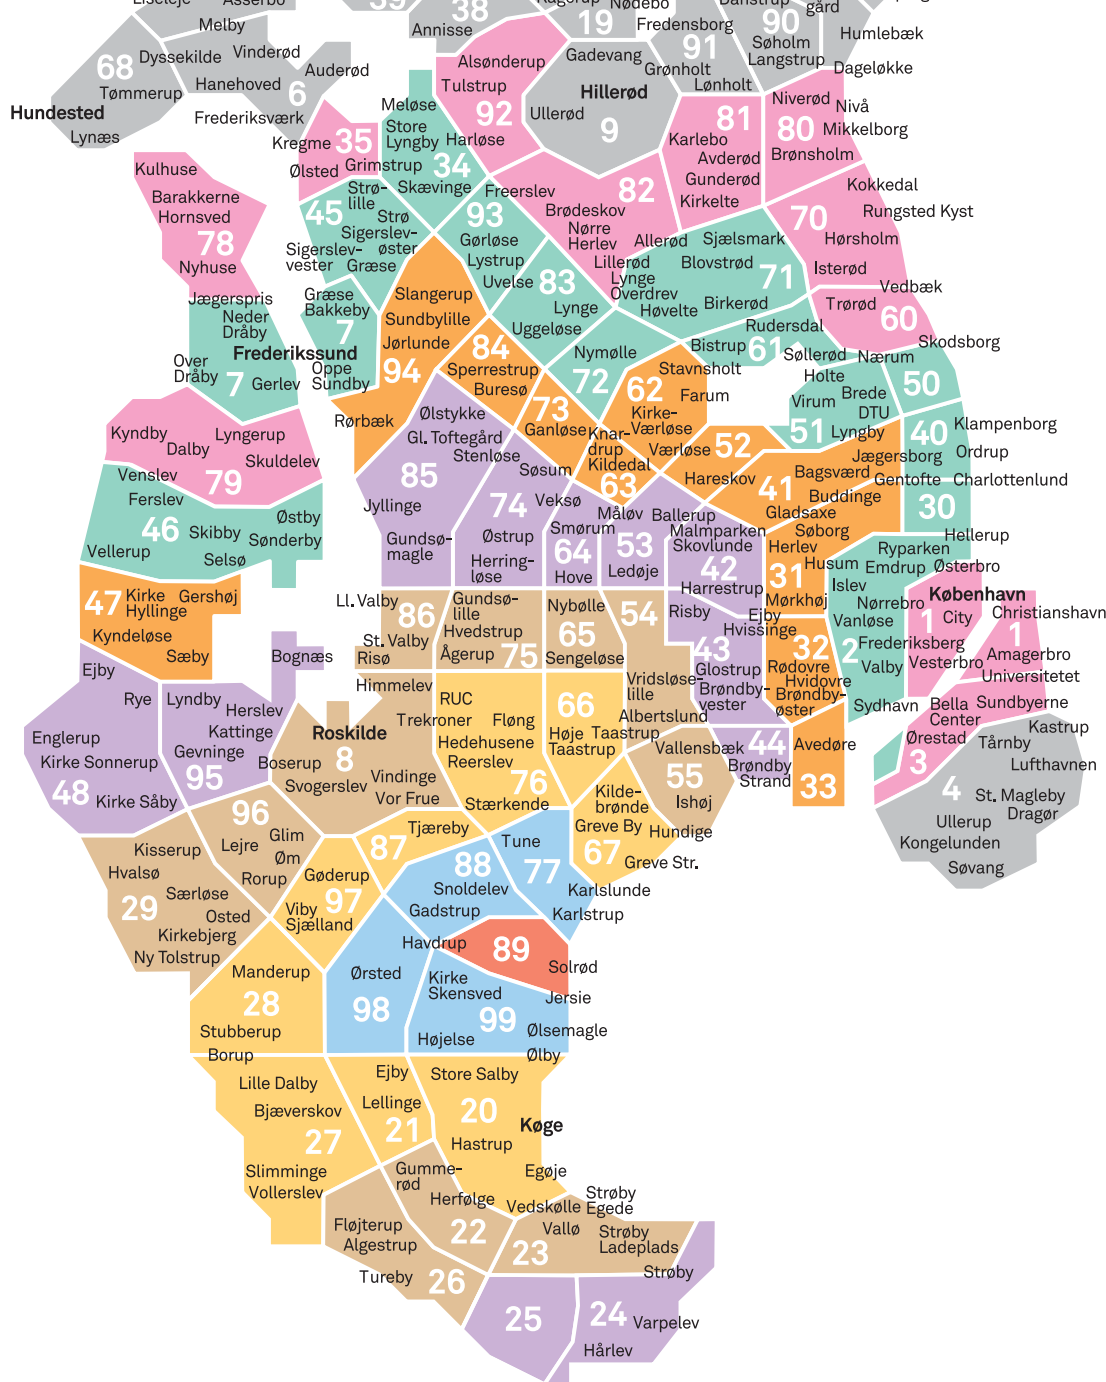 Melby
Annisse
38
19
Nødebo
Fredensborg
90
gård
91
Søholm
Langstrup
Humlebæk
68
Dyssekilde
Vinderød
Hanehoved
Auderød
6
Tømmerup
Hundested
Lynæs
Frederiksværk
Alsønderup
Tulstrup
92
Harløse
Gadevang
Grønholt
Lønholt
Hillerød
Ullerød
9
Dageløkke
Niverød
Nivå
80
Mikkelborg
Brønsholm
81
Karlebo
Avderød
Gunderød
Kirkelte
Meløse
Store
Lyngby
34
Skævinge
Kregme
35
Ølsted
Grimstrup
Kulhuse
Barakkerne
Hornsved
78
Nyhuse
Jægerspris
45
Strø-
lille
Strø
Sigerslev-
øster
Sigerslev-
vester
Græse
Freerslev
93
Gørløse
Lystrup
Uvelse
82
Brødeskov
Nørre
Herlev
Allerød
Lillerød
Lynge
Overdrev
Høvelte
Sjælsmark
Blovstrød
71
Birkerød
Kokkedal
70
Rungsted Kyst
Hørsholm
Isterød
Vedbæk
Trørød
60
Skodsborg
83
Lynge
Uggeløse
Græse
Bakkeby
7
Oppe
Sundby
Neder
Dråby
Frederikssund
Over
Dråby
7
Gerlev
Slangerup
Sundbylille
Jørlunde
94
Rørbæk
84
Sperrestrup
Buresø
Nymølle
72
Rudersdal
Bistrup
61
Søllerød
Nærum
50
Holte
Virum
Brede
DTU
51
Lyngby
40
Klampenborg
Ordrup
Charlottenlund
30
Hellerup
Stavnsholt
62
Farum
Kirke-
Værløse
Værløse
52
Hareskov
73
Ganløse
Knar-
drup
Kildedal
63
Jægersborg
Bagsværd
Gentofte
41
Buddinge
Gladsaxe
Søborg
Kyndby
Dalby
Lyngerup
Skuldelev
79
Venslev
Ferslev
46
Skibby
Østby
Sønderby
Vellerup
Selsø
47
Kirke
Hyllinge
Gershøj
Kyndeløse
Sæby
Ølstykke
Gl. Toftegård
Stenløse
85
Jyllinge
Gundsø-
magle
Søsum
74
Veksø
Østrup
Herring-
løse
Smørum
64
Hove
Måløv
53
Ledøje
Ballerup
Malmparken
Skovlunde
42
Harrestrup
Herlev
31
Mørkhøj
Husum
Islev
Ryparken
Emdrup
Østerbro
Nørrebro
Vanløse
2
Frederiksberg
Valby
Sydhavn
København
1
City
Vesterbro
Christianshavn
1
Amagerbro
Universitetet
Sundbyerne
Bella
Center
Ørestad
3
Kastrup
Tårnby
Lufthavnen
4
St. Magleby
Dragør
Ullerup
Kongelunden
Søvang
Ejby
Hvissinge
32
Rødovre
Hvidovre
Brøndby-
øster
Avedøre
33
Risby
43
Glostrup
Brøndby-
vester
44
Brøndby
Strand
Vallensbæk
55
Ishøj
Ll. Valby
86
St. Valby
Risø
Himmelev
Gundsø-
lille
Hvedstrup
Ågerup
75
Nybølle
65
Sengeløse
54
Vridsløse-
lille
Albertslund
Taastrup
66
Høje
Taastrup
RUC
Trekroner
Fløng
Hedehusene
Reerslev
76
Stærkende
Bognæs
Ejby
Rye
Englerup
Kirke Sonnerup
48
Kirke Såby
Lyndby
Herslev
Kattinge
Gevninge
95
Roskilde
8
Boserup
Svogerslev
Vindinge
Vor Frue
Kilde-
brønde
Greve By
Hundige
67
Greve Str.
96
Glim
Lejre
Øm
Rorup
Kisserup
Hvalsø
Særløse
29
Osted
Kirkebjerg
Ny Tolstrup
Tjæreby
87
Gøderup
97
Viby
Sjælland
88
Snoldelev
Gadstrup
Tune
77
Karlslunde
Karlstrup
Havdrup
89
Solrød
Jersie
Manderup
28
Stubberup
Borup
Ørsted
98
Kirke
Skensved
99
Højelse
Ølsemagle
Ølby
Lille Dalby
Bjæverskov
27
Slimminge
Vollerslev
Ejby
Lellinge
21
Store Salby
20
Hastrup
Køge
Egøje
Gumme-
rød
Herfølge
22
Vedskølle
Strøby
Egede
Vallø
23
Strøby
Ladeplads
Strøby
Fløjterup
Algestrup
Tureby
26
25
24
Varpelev
Hårlev